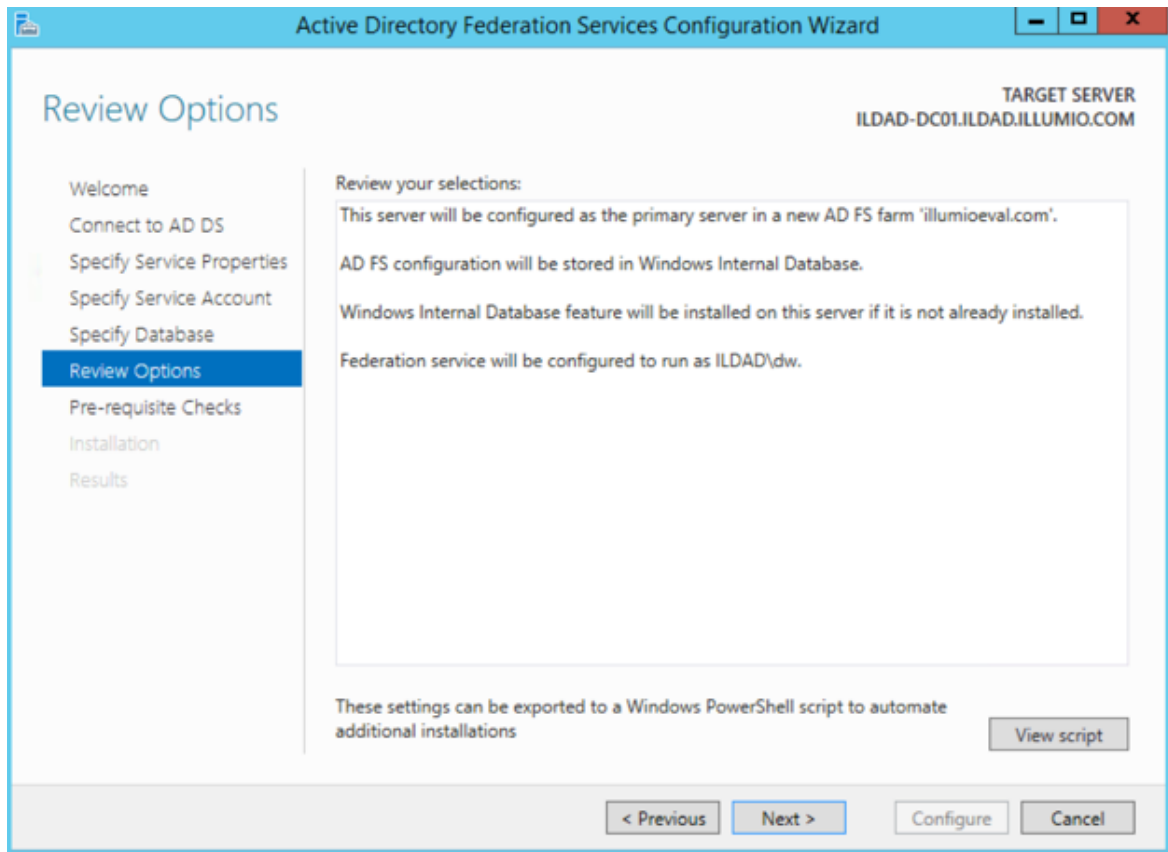 Active Directory Federation Services Configuration Wizard
Review Options
TARGET SERVER
ILDAD-DC01.ILDAD.ILLUMIO.COM
Welcome
Connect to AD DS
Specify Service Properties
Specify Service Account
Specify Database
Review Options
Pre-requisite Checks
Installation
Results
Review your selections:
This server will be configured as the primary server in a new AD FS farm 'illumioeval.com'.
AD FS configuration will be stored in Windows Internal Database.
Windows Internal Database feature will be installed on this server if it is not already installed.
Federation service will be configured to run as ILDAD\dw.
These settings can be exported to a Windows PowerShell script to automate
additional installations
View script
< Previous
Next >
Configure
Cancel